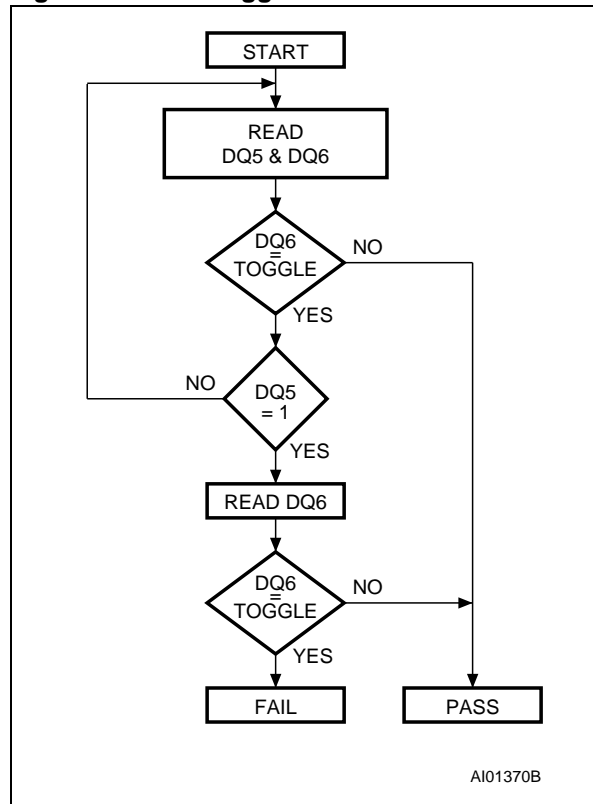 START
READ
DQ5 & DQ6
DQ6
=
TOGGLE
NO
YES
NO
DQ5
= 1
YES
READ DQ6
DQ6
=
TOGGLE
NO
YES
FAIL
PASS
AI01370B